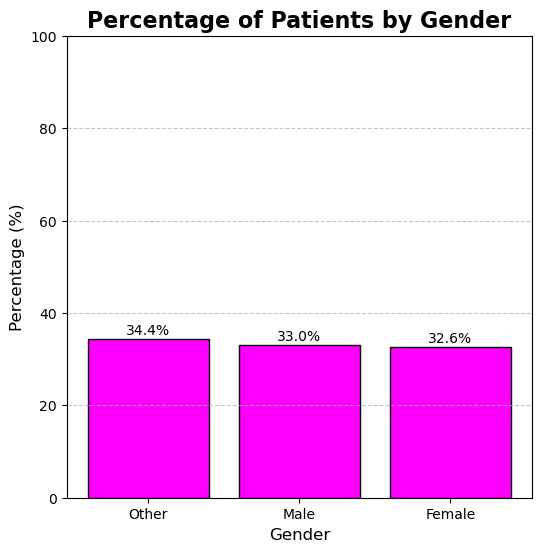 Percentage of Patients by Gender
Percentage (%)
100
80
60
40
20
0
34.4%
33.0%
32.6%
Other
Male
Female
Gender